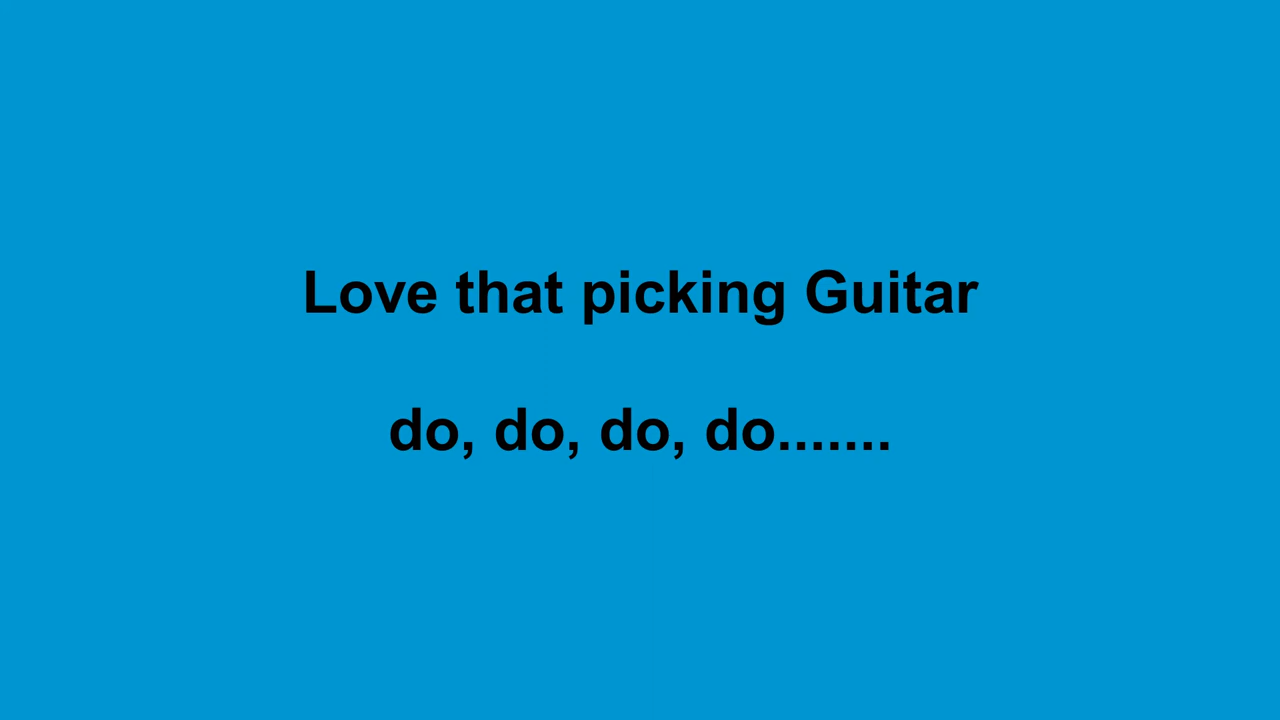 Love that picking Guitar
do, do, do, do.......